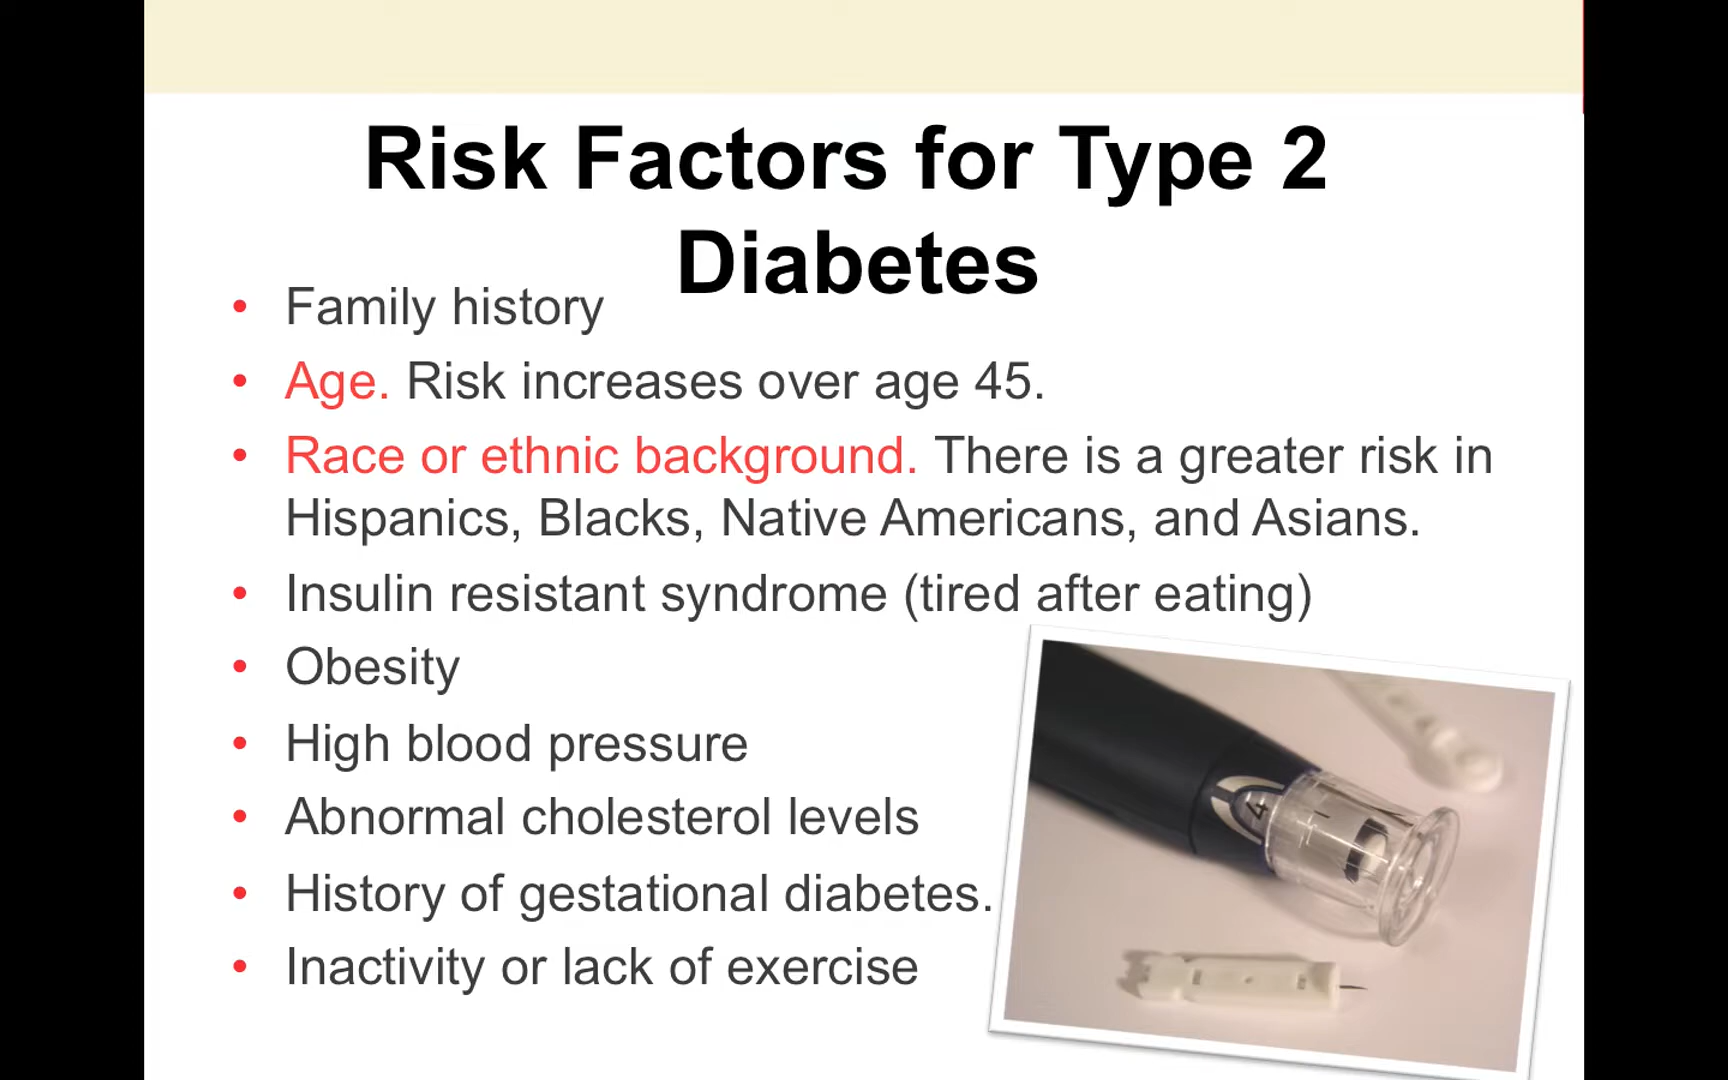 Risk Factors for Type 2
Diabetes
• Family history
• Age. Risk increases over age 45.
• Race or ethnic background. There is a greater risk in
Hispanics, Blacks, Native Americans, and Asians.
• Insulin resistant syndrome (tired after eating)
• Obesity
• High blood pressure
• Abnormal cholesterol levels
• History of gestational diabetes.
• Inactivity or lack of exercise
4